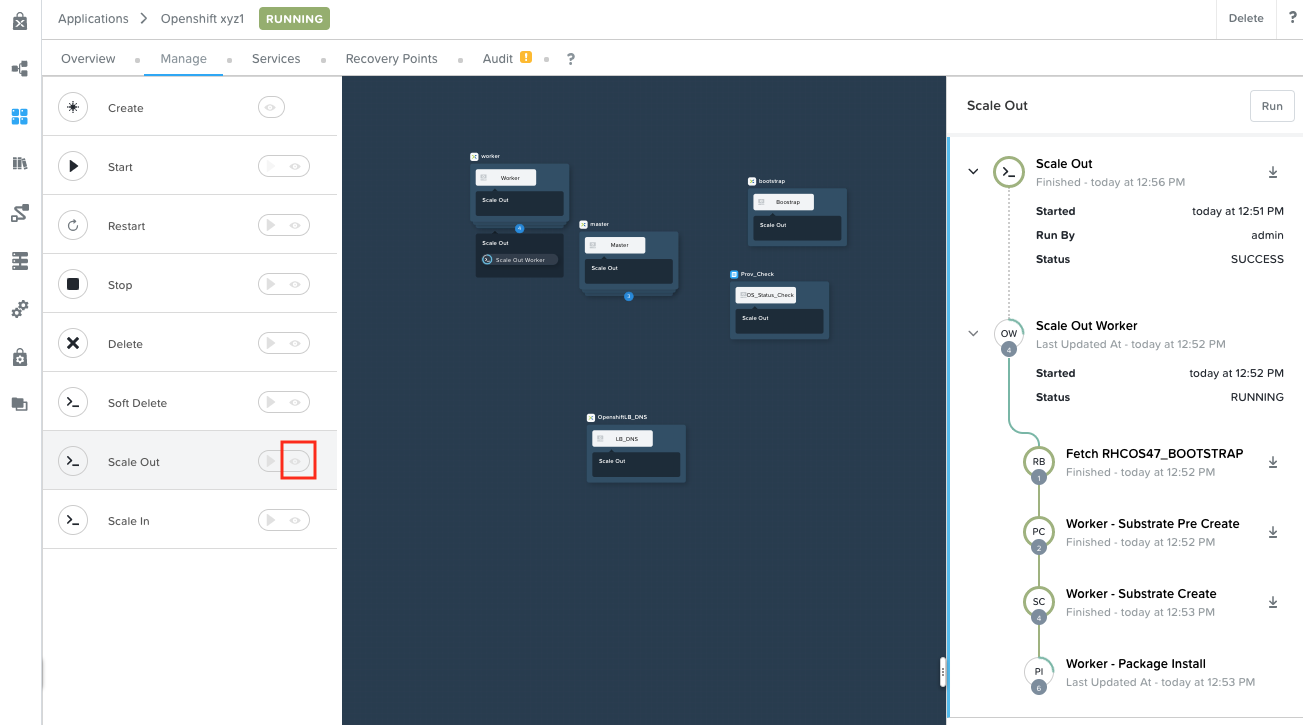 Applications > Openshift xyz1 RUNNING Delete ?
Overview Manage Services Recovery Points Audit ! ?
Create
Start
Restart
Stop
Delete
Soft Delete
Scale Out
Scale In
worker
Worker
Scale Out
4
Scale Out
Scale Out Worker
master
Master
Scale Out
3
bootstrap
Boostrap
Scale Out
Prov_Check
OS_Status_Check
Scale Out
OpenshiftLB_DNS
LB_DNS
Scale Out
Scale Out Run
Scale Out
Finished - today at 12:56 PM
Started today at 12:51 PM
Run By admin
Status SUCCESS
OW
4
Scale Out Worker
Last Updated At - today at 12:52 PM
Started today at 12:52 PM
Status RUNNING
RB
1
Fetch RHCOS47_BOOTSTRAP
Finished - today at 12:52 PM
PC
2
Worker - Substrate Pre Create
Finished - today at 12:52 PM
SC
4
Worker - Substrate Create
Finished - today at 12:53 PM
PI
6
Worker - Package Install
Last Updated At - today at 12:53 PM